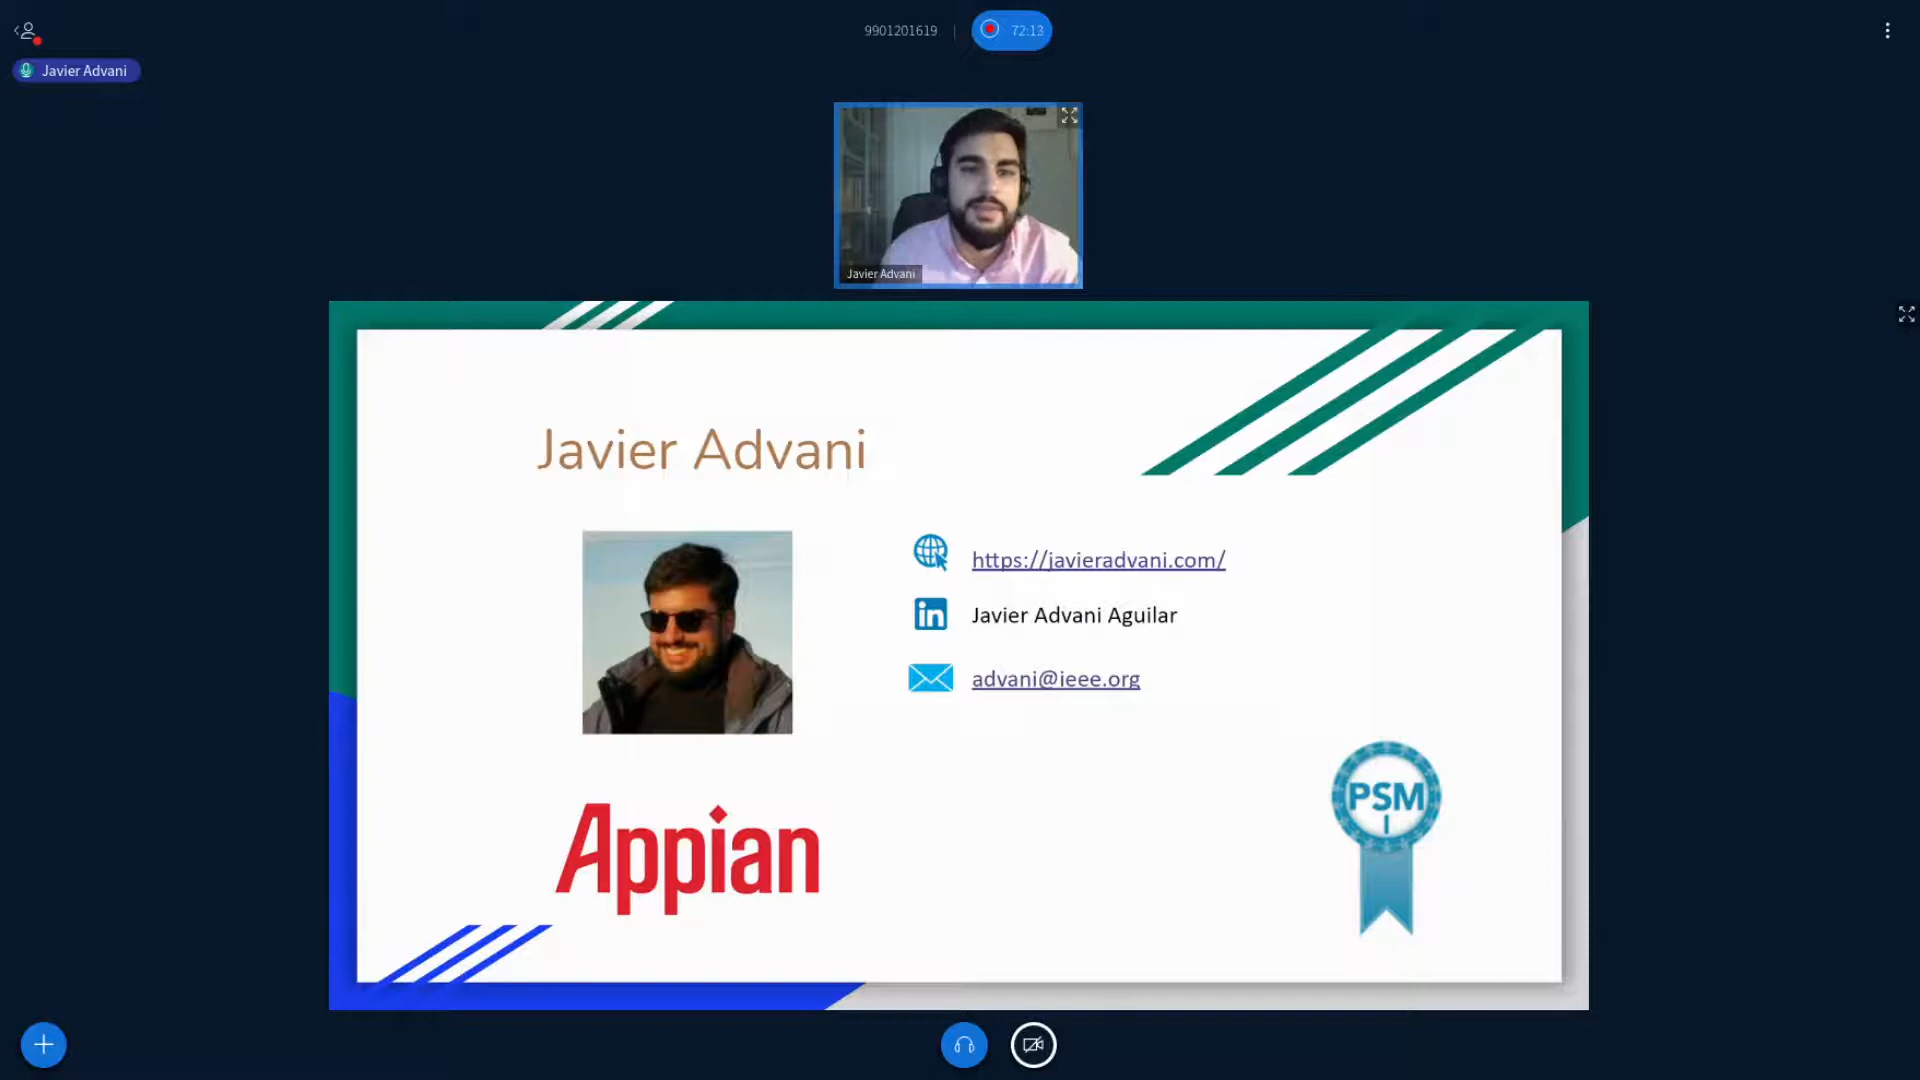 9901201619
72:13
Javier Advani
Javier Advani
Javier Advani
https://javieradvani.com/
in
Javier Advani Aguilar
advani@ieee.org
PSM
I
Appian